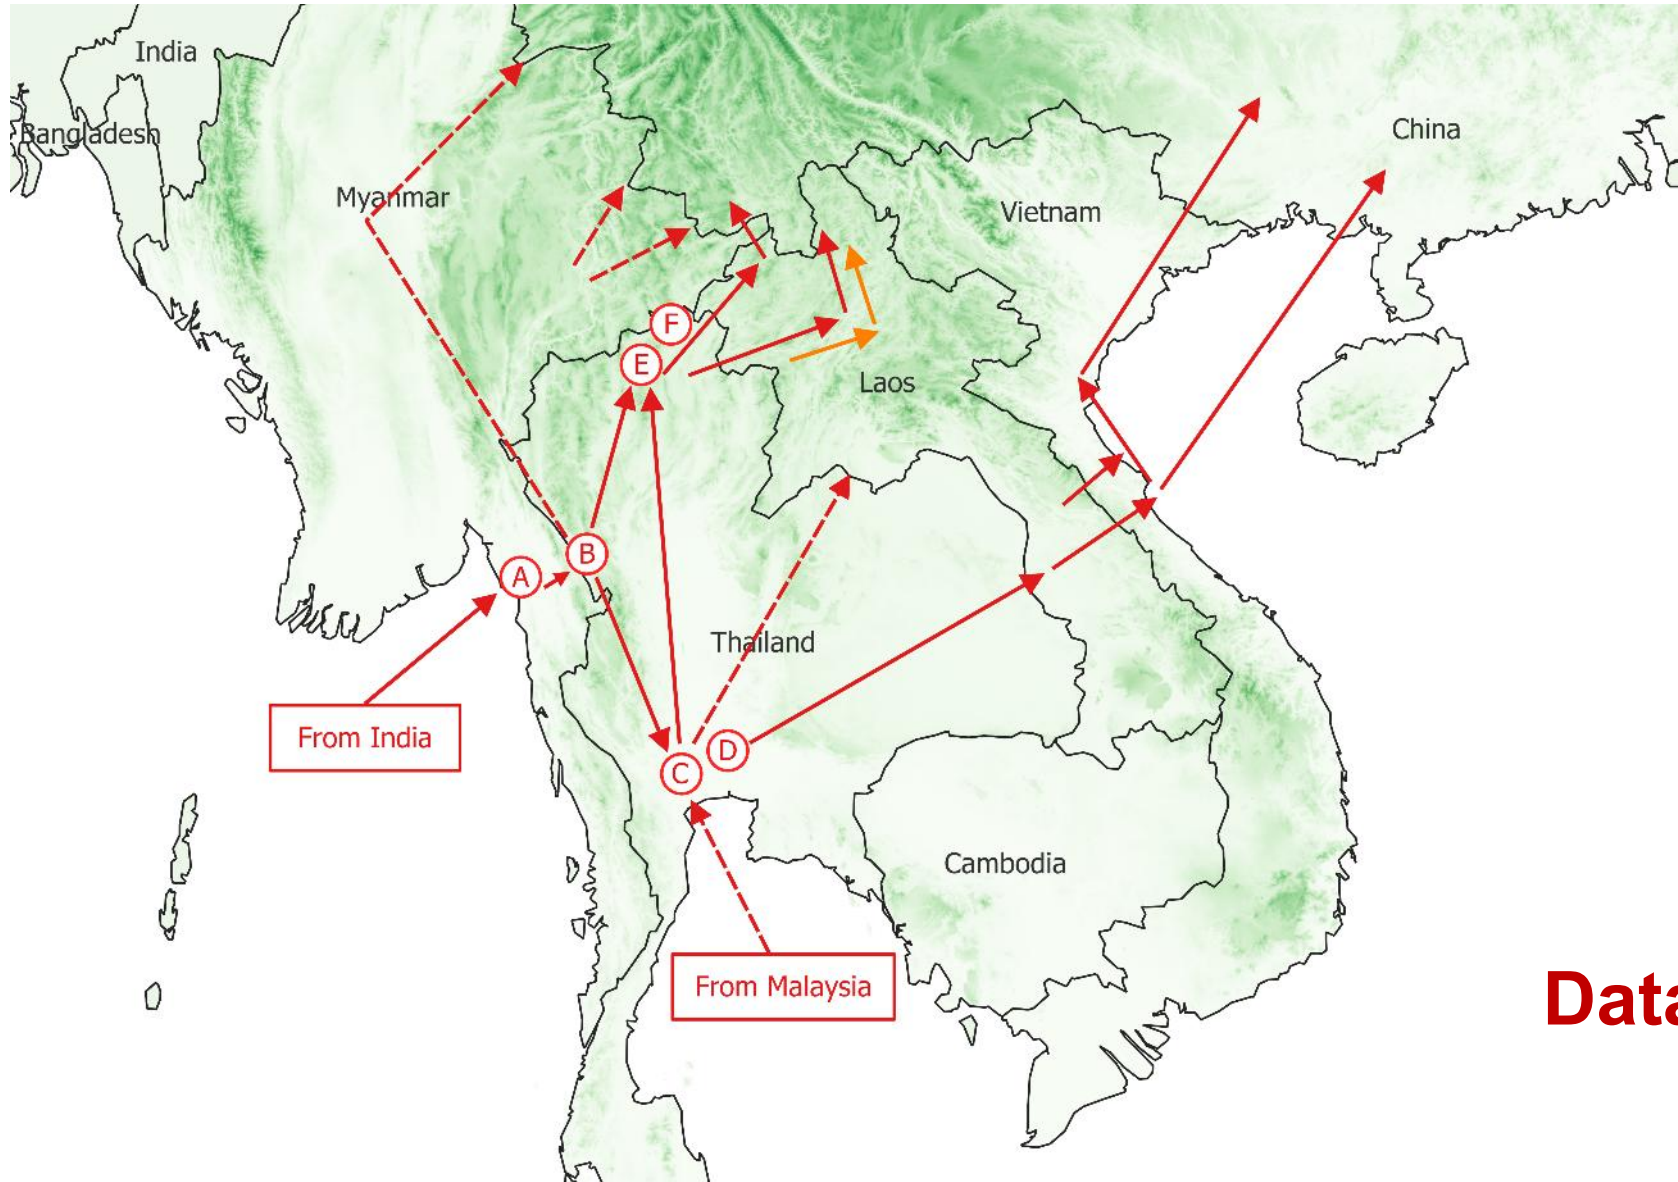 India
Bangladesh
China
Myanmar
Vietnam
F
E
Laos
B
A
Thailand
From India
D
C
Cambodia
From Malaysia
Data